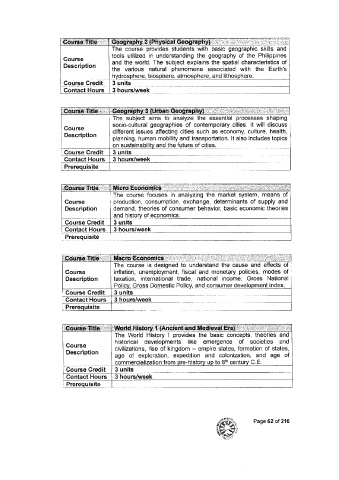 Course Title Geography 2 (Physical Geography)
The course provides students with basic geographic skills and
tools utilized in understanding the geography of the Philippines
Course and the world. The subject explains the spatial characteristics of
Description the various natural phenomena associated with the Earth's
hydrosphere, biosphere, atmosphere, and lithosphere.
Course Credit 3 units
Contact Hours 3 hours/week
Course Title Geography 3 (Urban Geography)
The subject aims to analyze the essential processes shaping
socio-cultural geographies of contemporary cities. It will discuss
Course different issues affecting cities such as economy, culture, health,
Description planning, human mobility and transportation. It also includes topics
on sustainability and the future of cities.
Course Credit 3 units
Contact Hours 3 hours/week
Prerequisite
Course Title Micro Economics
The course focuses in analyzing the market system, means of
Course production, consumption, exchange, determinants of supply and
Description demand, theories of consumer behavior, basic economic theories
and history of economics.
Course Credit 3 units
Contact Hours 3 hours/week
Prerequisite
Course Title Macro Economics
The course is designed to understand the cause and effects of
Course inflation, unemployment, fiscal and monetary policies, modes of
Description taxation, international trade, national income, Gross National
Policy, Gross Domestic Policy, and consumer development index.
Course Credit 3 units
Contact Hours 3 hours/week
Prerequisite
Course Title World History 1 (Ancient and Medieval Era)
The World History I provides the basic concepts, theories and
historical developments like emergence of societies and
Course civilizations, rise of kingdom – empire states, formation of states,
Description age of exploration, expedition and colonization, and age of
commercialization from pre-history up to 8th century C.E.
Course Credit 3 units
Contact Hours 3 hours/week
Prerequisite
Page 62 of 216